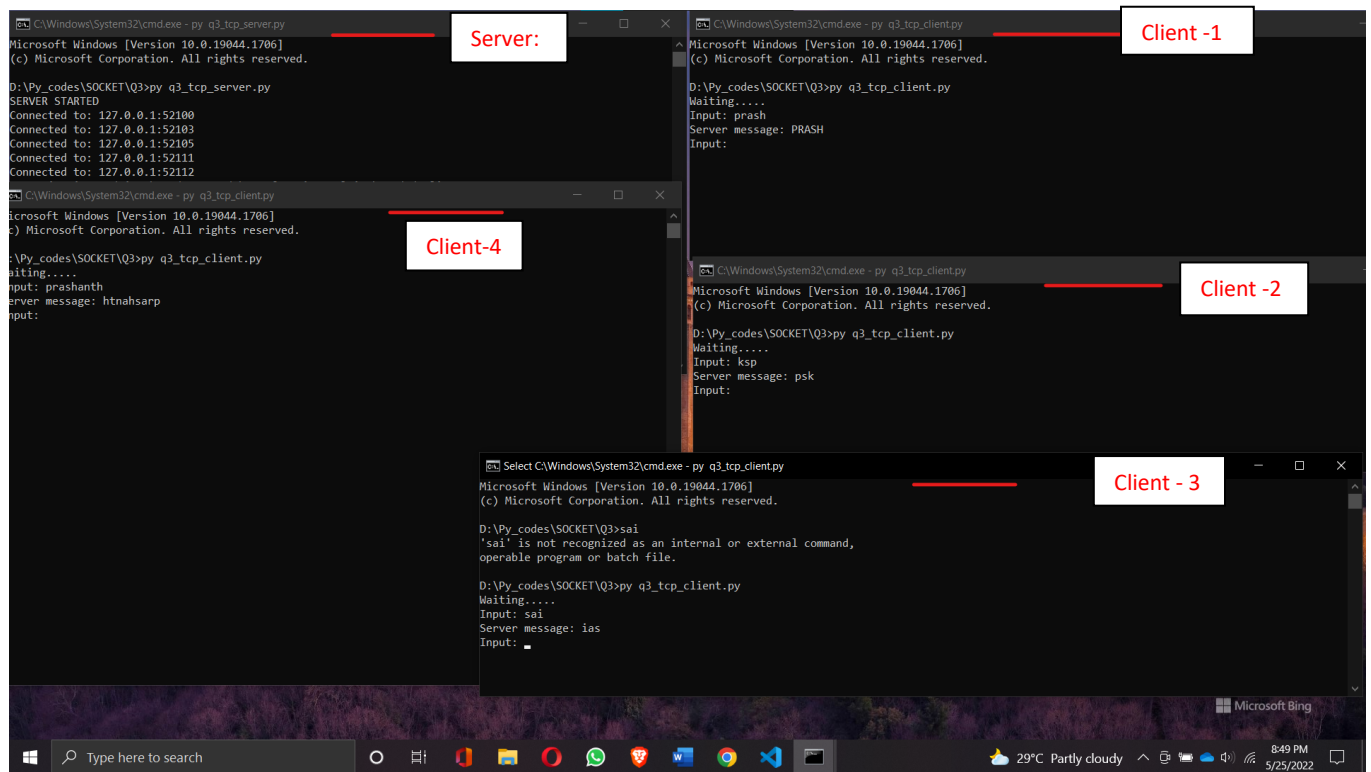 C:\Windows\System32\cmd.exe - py q3_tcp_server.py
Server:
Microsoft Windows [Version 10.0.19044.1706]
(c) Microsoft Corporation. All rights reserved.
D:\Py_codes\SOCKET\Q3>py q3_tcp_server.py
SERVER STARTED
Connected to: 127.0.0.1:52100
Connected to: 127.0.0.1:52103
Connected to: 127.0.0.1:52105
Connected to: 127.0.0.1:52111
Connected to: 127.0.0.1:52112
C:\Windows\System32\cmd.exe - py q3_tcp_client.py
Client -1
Microsoft Windows [Version 10.0.19044.1706]
(c) Microsoft Corporation. All rights reserved.
D:\Py_codes\SOCKET\Q3>py q3_tcp_client.py
Waiting.....
Input: prash
Server message: PRASH
Input:
C:\Windows\System32\cmd.exe - py q3_tcp_client.py
Client-4
icrosoft Windows [Version 10.0.19044.1706]
c) Microsoft Corporation. All rights reserved.
:\Py_codes\SOCKET\Q3>py q3_tcp_client.py
aiting.....
nput: prashanth
erver message: htnahsarp
nput:
C:\Windows\System32\cmd.exe - py q3_tcp_client.py
Client -2
Microsoft Windows [Version 10.0.19044.1706]
(c) Microsoft Corporation. All rights reserved.
D:\Py_codes\SOCKET\Q3>py q3_tcp_client.py
Waiting.....
Input: ksp
Server message: psk
Input:
Select C:\Windows\System32\cmd.exe - py q3_tcp_client.py
Client - 3
Microsoft Windows [Version 10.0.19044.1706]
(c) Microsoft Corporation. All rights reserved.
D:\Py_codes\SOCKET\Q3>sai
'sai' is not recognized as an internal or external command,
operable program or batch file.
D:\Py_codes\SOCKET\Q3>py q3_tcp_client.py
Waiting.....
Input: sai
Server message: ias
Input:
Microsoft Bing
Type here to search
29°C Partly cloudy
8:49 PM
5/25/2022